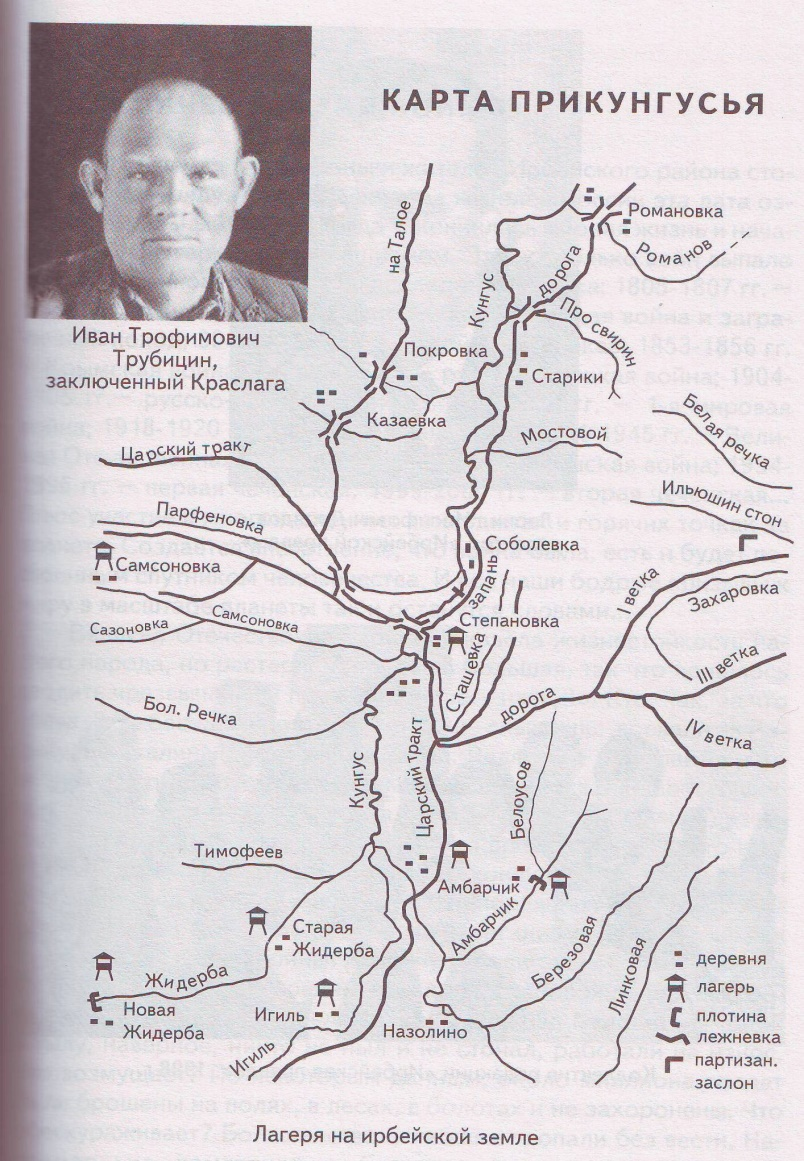 КАРТА ПРИКУНГУСЬЯ
Иван Трофимович
Трубицин,
заключенный Краслага
на Талое
Кунгус
дорога
Романовка
Романов
Просвирин
Покровка
Старики
Казаевка
Мостовой
Белая речка
Царский тракт
Ильюшин стон
Парфеновка
Соболевка
запань
Самсоновка
I ветка
Захаровка
Самсоновка
Сазоновка
Степановка
Сташевка
III ветка
Бол. Речка
дорога
IV ветка
Кунгус
Царский тракт
Белоусов
Тимофеев
Амбарчик
Амбарчик
Старая
Жидерба
Березовая
Линковая
Жидерба
Новая
Жидерба
Игиль
Назолино
Игиль
деревня
лагерь
плотина
лежневка
партизан.
заслон
Лагеря на ирбейской земле